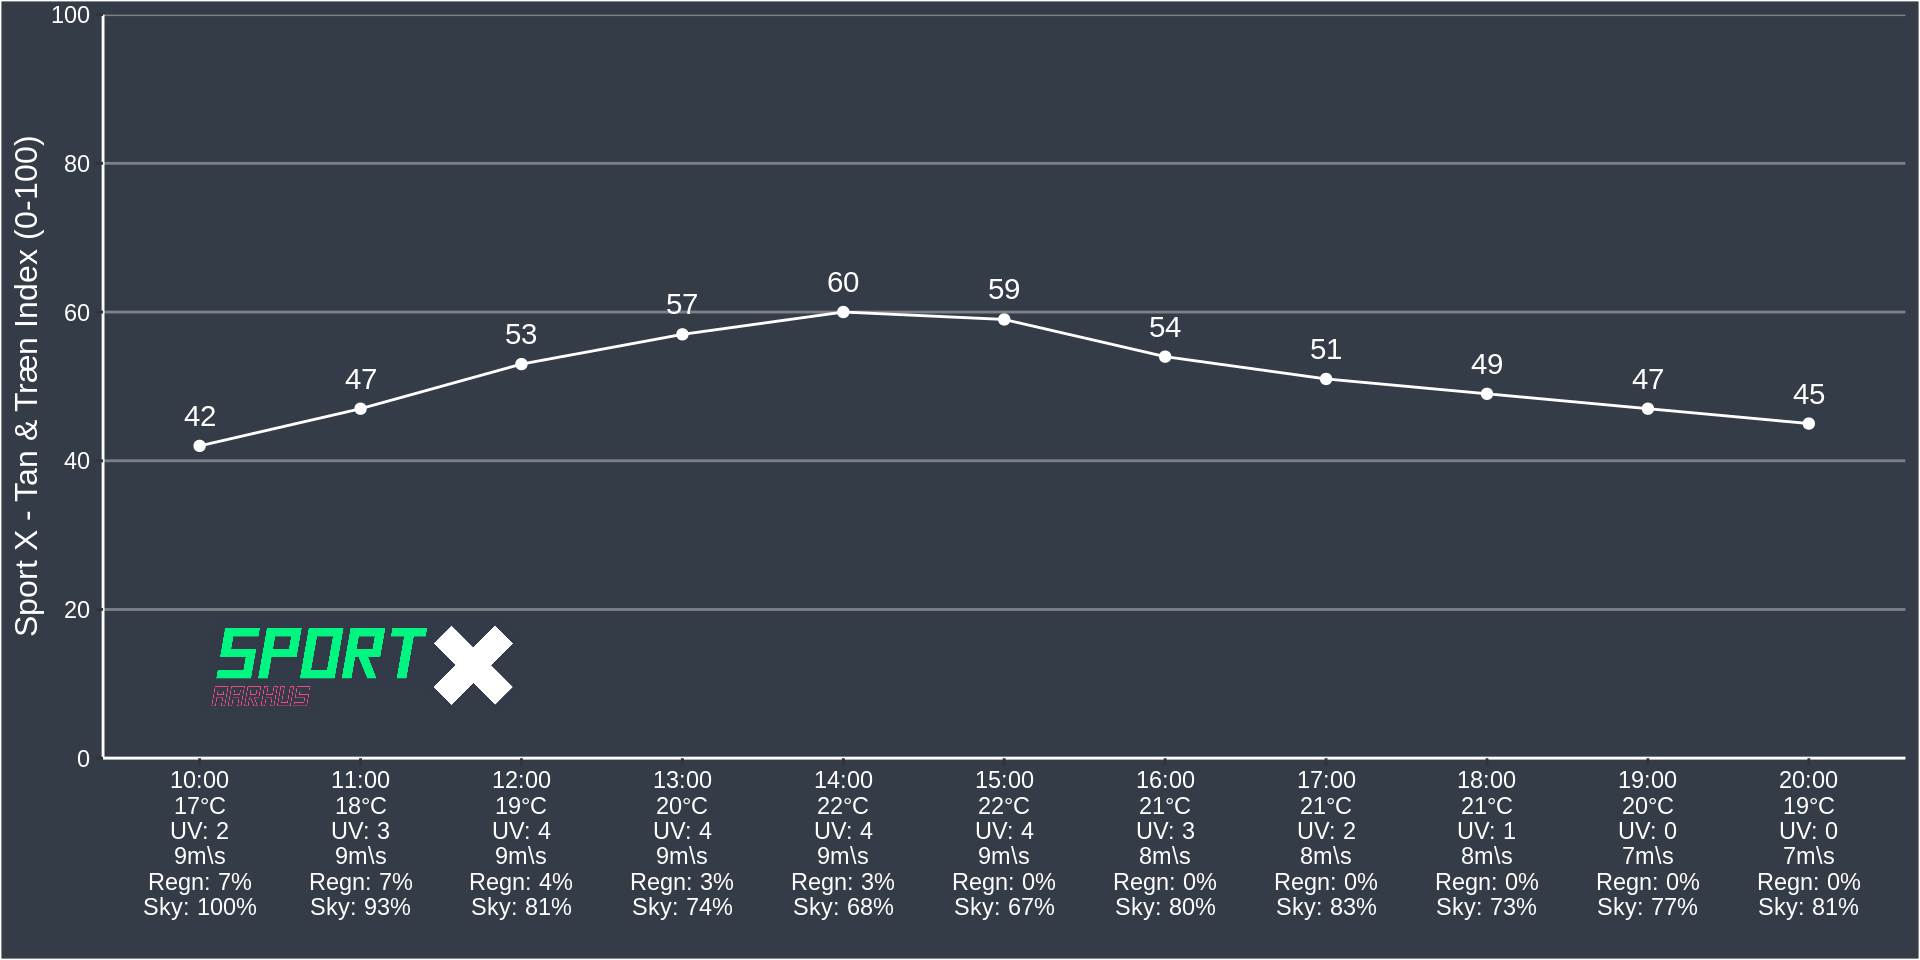 Sport X - Tan & Træn Index (0-100)
100
80
60
40
20
0
42
47
53
57
60
59
54
51
49
47
45
SPORT X
AARHUS
10:00 11:00 12:00 13:00 14:00 15:00 16:00 17:00 18:00 19:00 20:00
17°C 18°C 19°C 20°C 22°C 22°C 21°C 21°C 21°C 20°C 19°C
UV: 2 UV: 3 UV: 4 UV: 4 UV: 4 UV: 4 UV: 3 UV: 2 UV: 1 UV: 0 UV: 0
9m\s 9m\s 9m\s 9m\s 9m\s 9m\s 8m\s 8m\s 8m\s 7m\s 7m\s
Regn: 7% Regn: 7% Regn: 4% Regn: 3% Regn: 3% Regn: 0% Regn: 0% Regn: 0% Regn: 0% Regn: 0% Regn: 0%
Sky: 100% Sky: 93% Sky: 81% Sky: 74% Sky: 68% Sky: 67% Sky: 80% Sky: 83% Sky: 73% Sky: 77% Sky: 81%